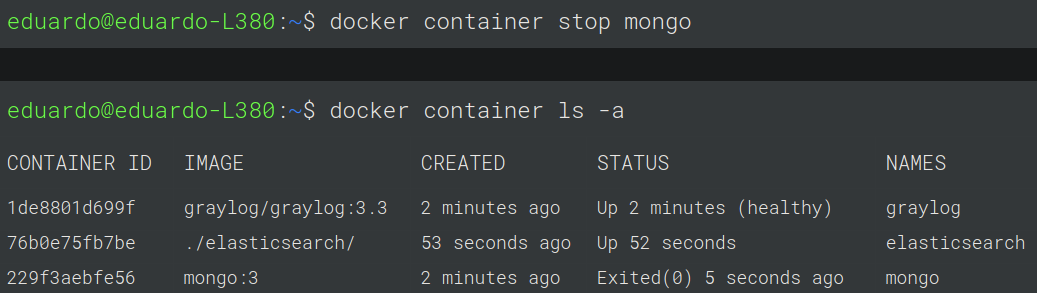 eduardo@eduardo-L380:~$ docker container stop mongo
eduardo@eduardo-L380:~$ docker container ls -a
CONTAINER ID IMAGE CREATED STATUS NAMES
1de8801d699f graylog/graylog:3.3 2 minutes ago Up 2 minutes (healthy) graylog
76b0e75fb7be ./elasticsearch/ 53 seconds ago Up 52 seconds elasticsearch
229f3aebfe56 mongo:3 2 minutes ago Exited(0) 5 seconds ago mongo